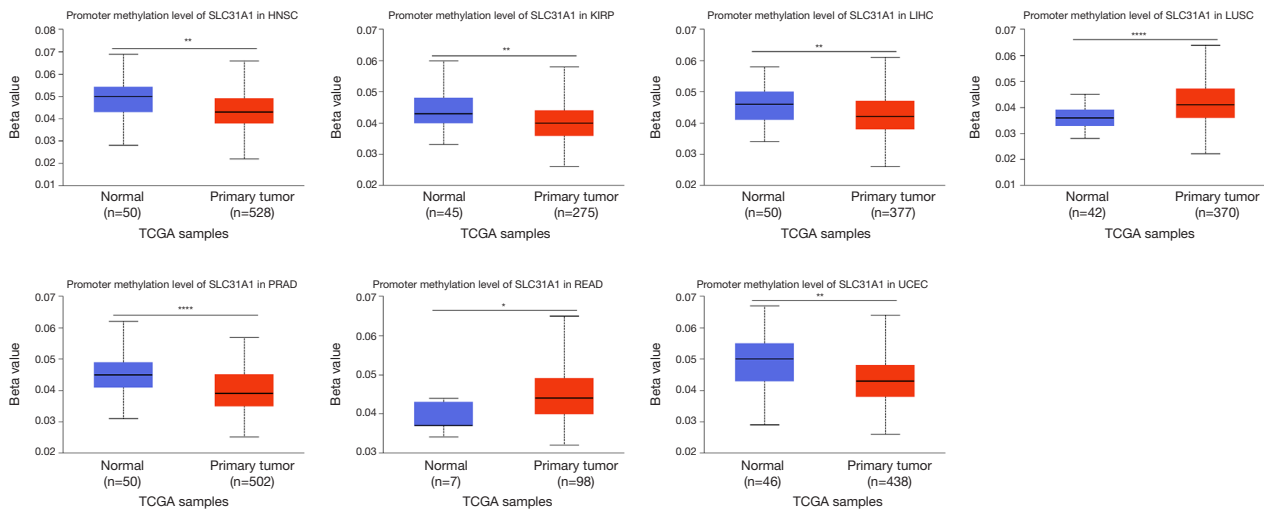 Promoter methylation level of SLC31A1 in HNSC
0.08
0.07
0.06
0.05
0.04
0.03
0.02
0.01
Beta value
**
Normal
(n=50)
Primary tumor
(n=528)
TCGA samples
Promoter methylation level of SLC31A1 in KIRP
0.07
0.06
0.05
0.04
0.03
0.02
Beta value
**
Normal
(n=45)
Primary tumor
(n=275)
TCGA samples
Promoter methylation level of SLC31A1 in LIHC
0.07
0.06
0.05
0.04
0.03
0.02
Beta value
**
Normal
(n=50)
Primary tumor
(n=377)
TCGA samples
Promoter methylation level of SLC31A1 in LUSC
0.07
0.06
0.05
0.04
0.03
0.02
0.01
Beta value
****
Normal
(n=42)
Primary tumor
(n=370)
TCGA samples
Promoter methylation level of SLC31A1 in PRAD
0.07
0.06
0.05
0.04
0.03
0.02
Beta value
****
Normal
(n=50)
Primary tumor
(n=502)
TCGA samples
Promoter methylation level of SLC31A1 in READ
0.07
0.06
0.05
0.04
0.03
Beta value
*
Normal
(n=7)
Primary tumor
(n=98)
TCGA samples
Promoter methylation level of SLC31A1 in UCEC
0.07
0.06
0.05
0.04
0.03
0.02
Beta value
**
Normal
(n=46)
Primary tumor
(n=438)
TCGA samples